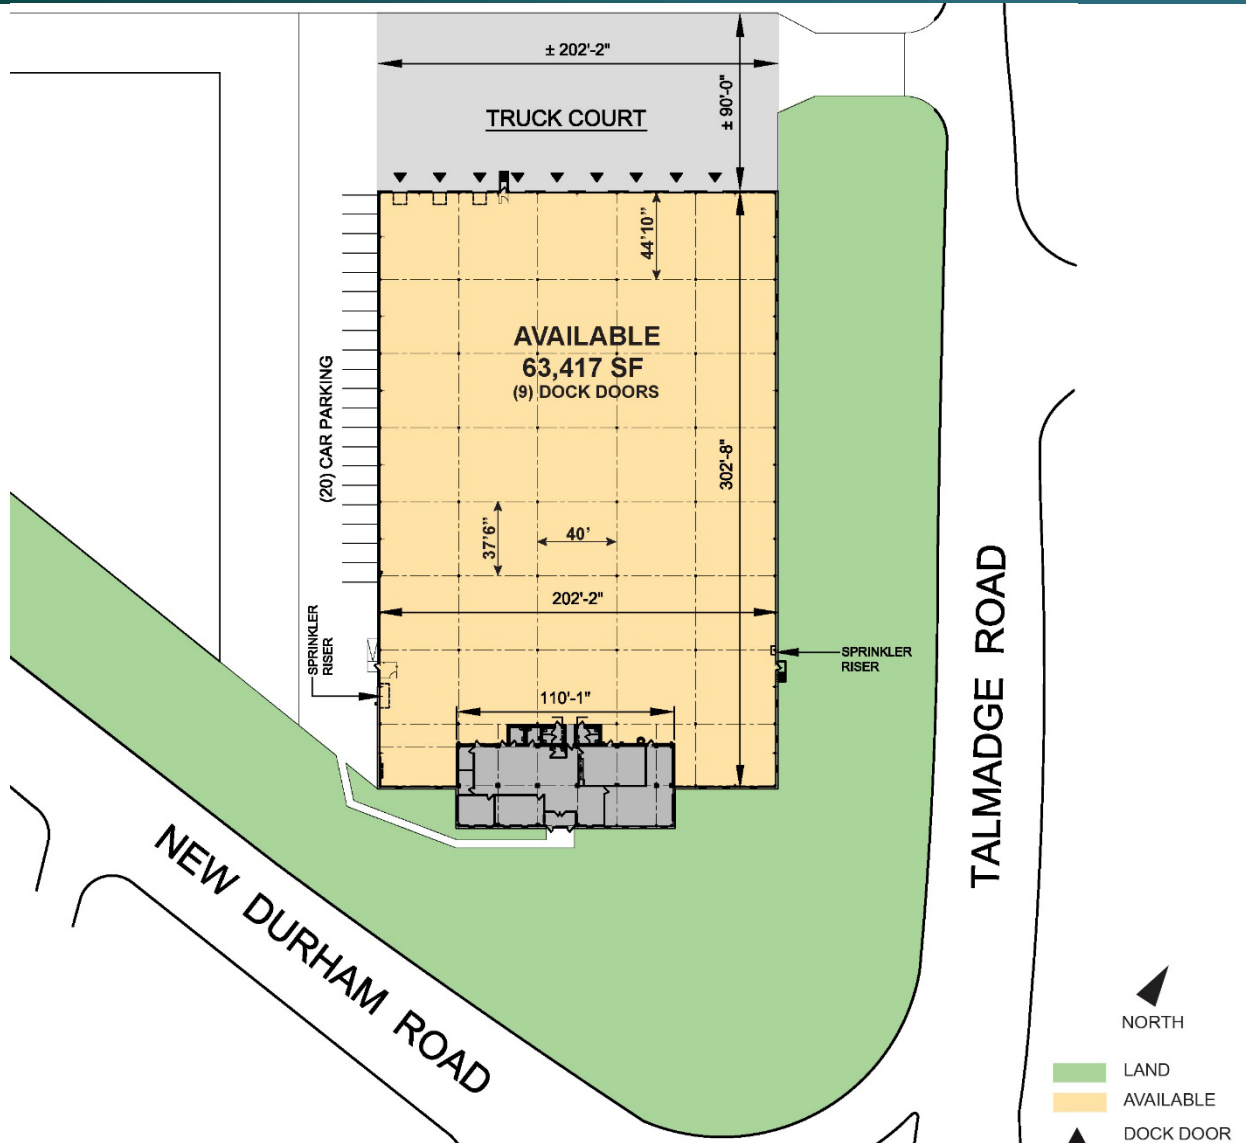 ± 202'-2"
± 90'-0"
TRUCK COURT
44'10"
AVAILABLE
63,417 SF
(9) DOCK DOORS
(20) CAR PARKING
302'-8"
37'6"
40'
202'-2"
SPRINKLER
RISER
SPRINKLER
RISER
110'-1"
TALMADGE ROAD
NEW DURHAM ROAD
NORTH
LAND
AVAILABLE
DOCK DOOR